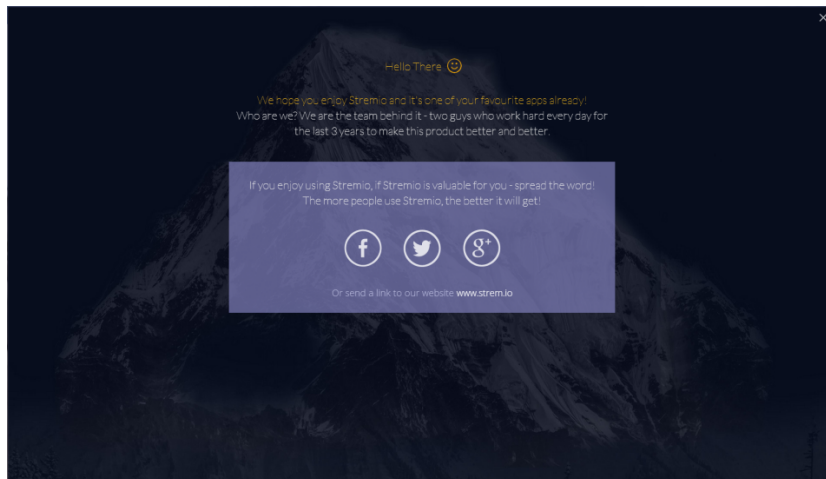 Hello There
We hope you enjoy Stremio and it's one of your favourite apps already!
Who are we? We are the team behind it - two guys who work hard every day for
the last 3 years to make this product better and better.
If you enjoy using Stremio, if Stremio is valuable for you - spread the word!
The more people use Stremio, the better it will get!
f g+
Or send a link to our website www.strem.io